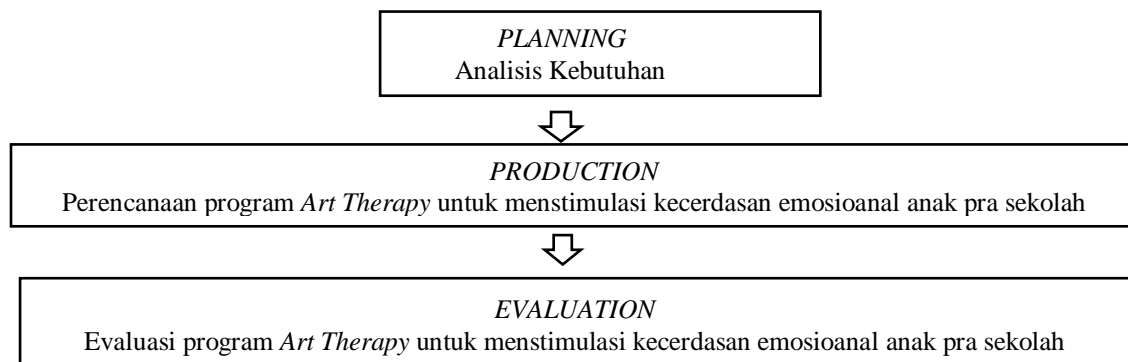 PLANNING
Analisis Kebutuhan
PRODUCTION
Perencanaan program Art Therapy untuk menstimulasi kecerdasan emosioanal anak pra sekolah
EVALUATION
Evaluasi program Art Therapy untuk menstimulasi kecerdasan emosioanal anak pra sekolah